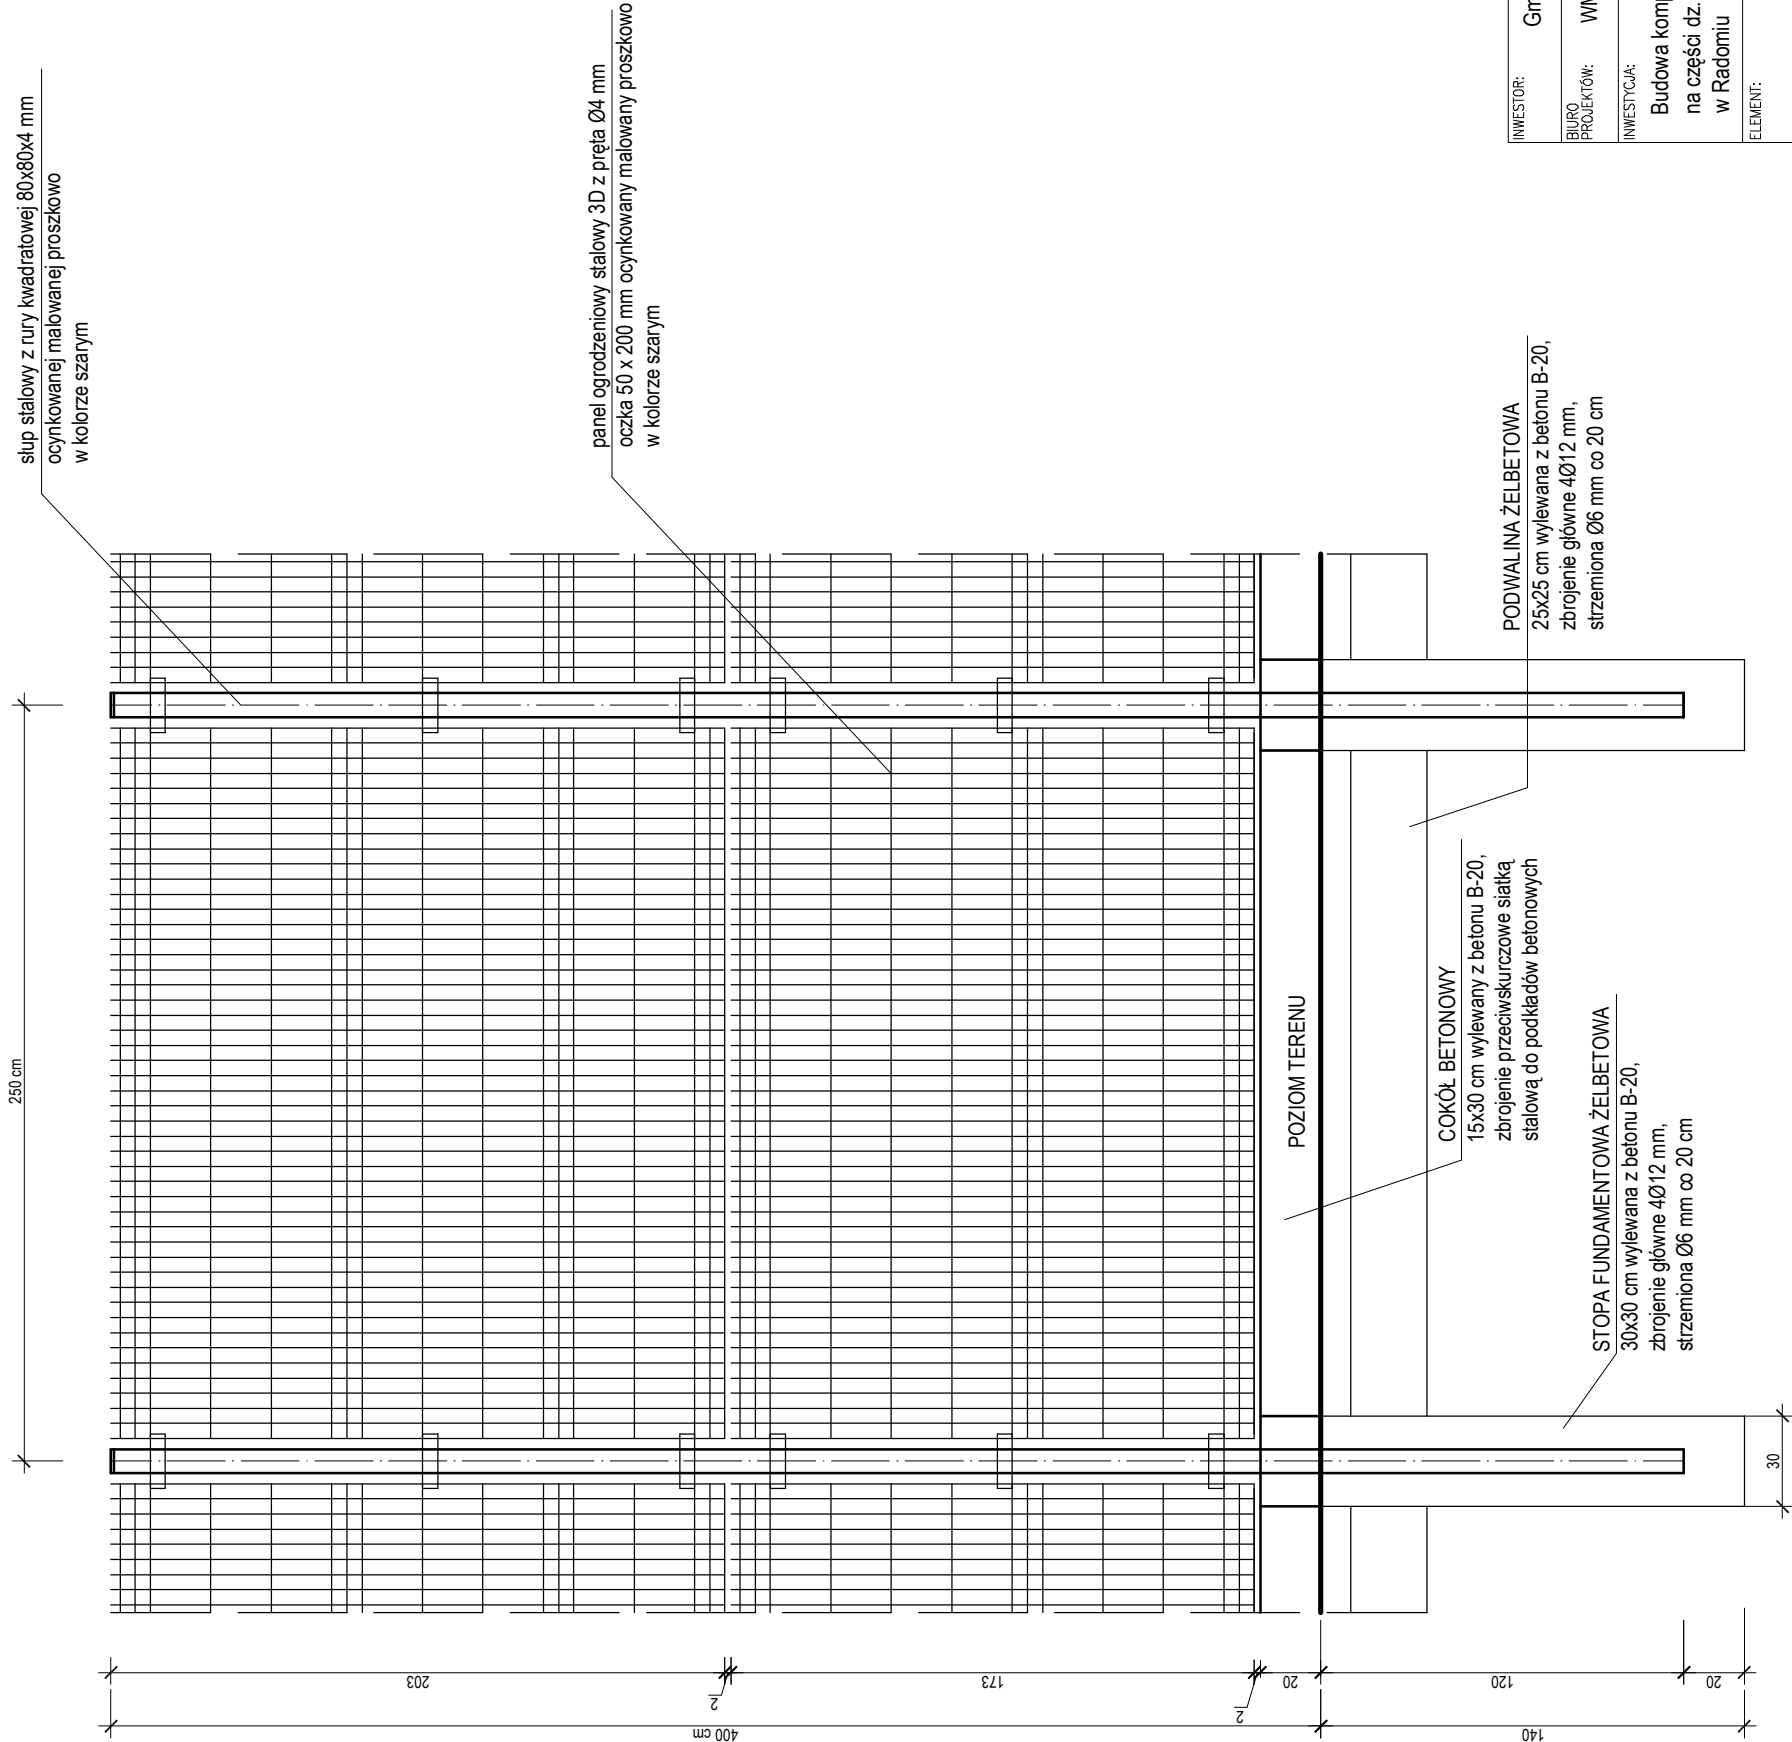 słup stalowy z rury kwadratowej 80x80x4 mm
ocynkowanej malowanej proszkowo
w kolorze szarym
panel ogrodzeniowy stalowy 3D z pręta Ø4 mm
oczka 50 x 200 mm ocynkowany malowany proszkowo
w kolorze szarym
250 cm
POZIOM TERENU
PODWALINA ŻELBETOWA
25x25 cm wylewana z betonu B-20,
zbrojenie główne 4Ø12 mm,
strzemiona Ø6 mm co 20 cm
COKÓŁ BETONOWY
15x30 cm wylewany z betonu B-20,
zbrojenie przeciwskurczowe siatką
stalową do podkładów betonowych
STOPA FUNDAMENTOWA ŻELBETOWA
30x30 cm wylewana z betonu B-20,
zbrojenie główne 4Ø12 mm,
strzemiona Ø6 mm co 20 cm
30
203
2
173
2
20
120
20
400 cm
140
INWESTOR:
Gm
BIURO
PROJEKTÓW:
INWESTYCJA:
Budowa komp
na części dz.
w Radomiu
ELEMENT: